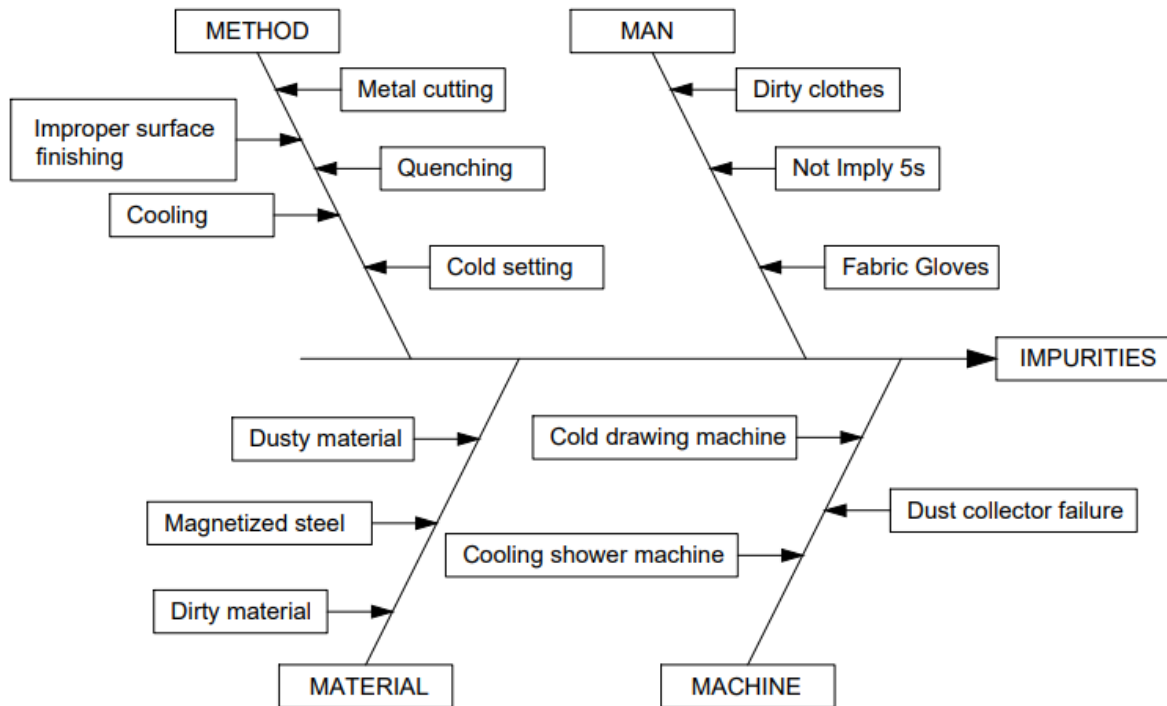 METHOD
MAN
Metal cutting
Dirty clothes
Improper surface
finishing
Quenching
Not Imply 5s
Cooling
Cold setting
Fabric Gloves
IMPURITIES
Dusty material
Cold drawing machine
Magnetized steel
Dust collector failure
Cooling shower machine
Dirty material
MATERIAL
MACHINE